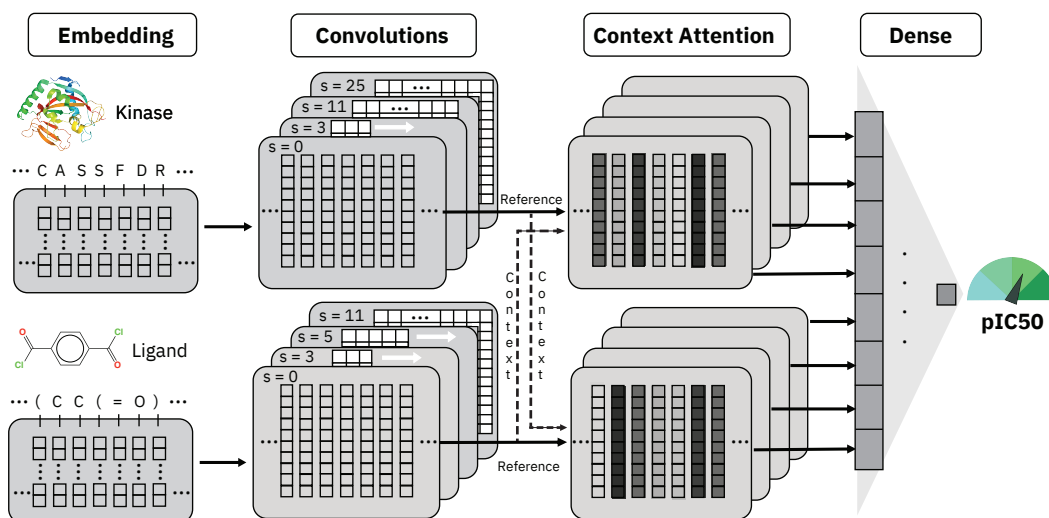 Embedding
Convolutions
Context Attention
Dense
Kinase
s = 25
...
s = 11
...
s = 3
s = 0
... C A S S F D R ...
... ...
... ...
Reference
Context
Context
pIC50
Cl
O
O
Cl
Ligand
s = 11
...
s = 5
s = 3
s = 0
... ( C C ( = O ) ...
... ...
... ...
Reference